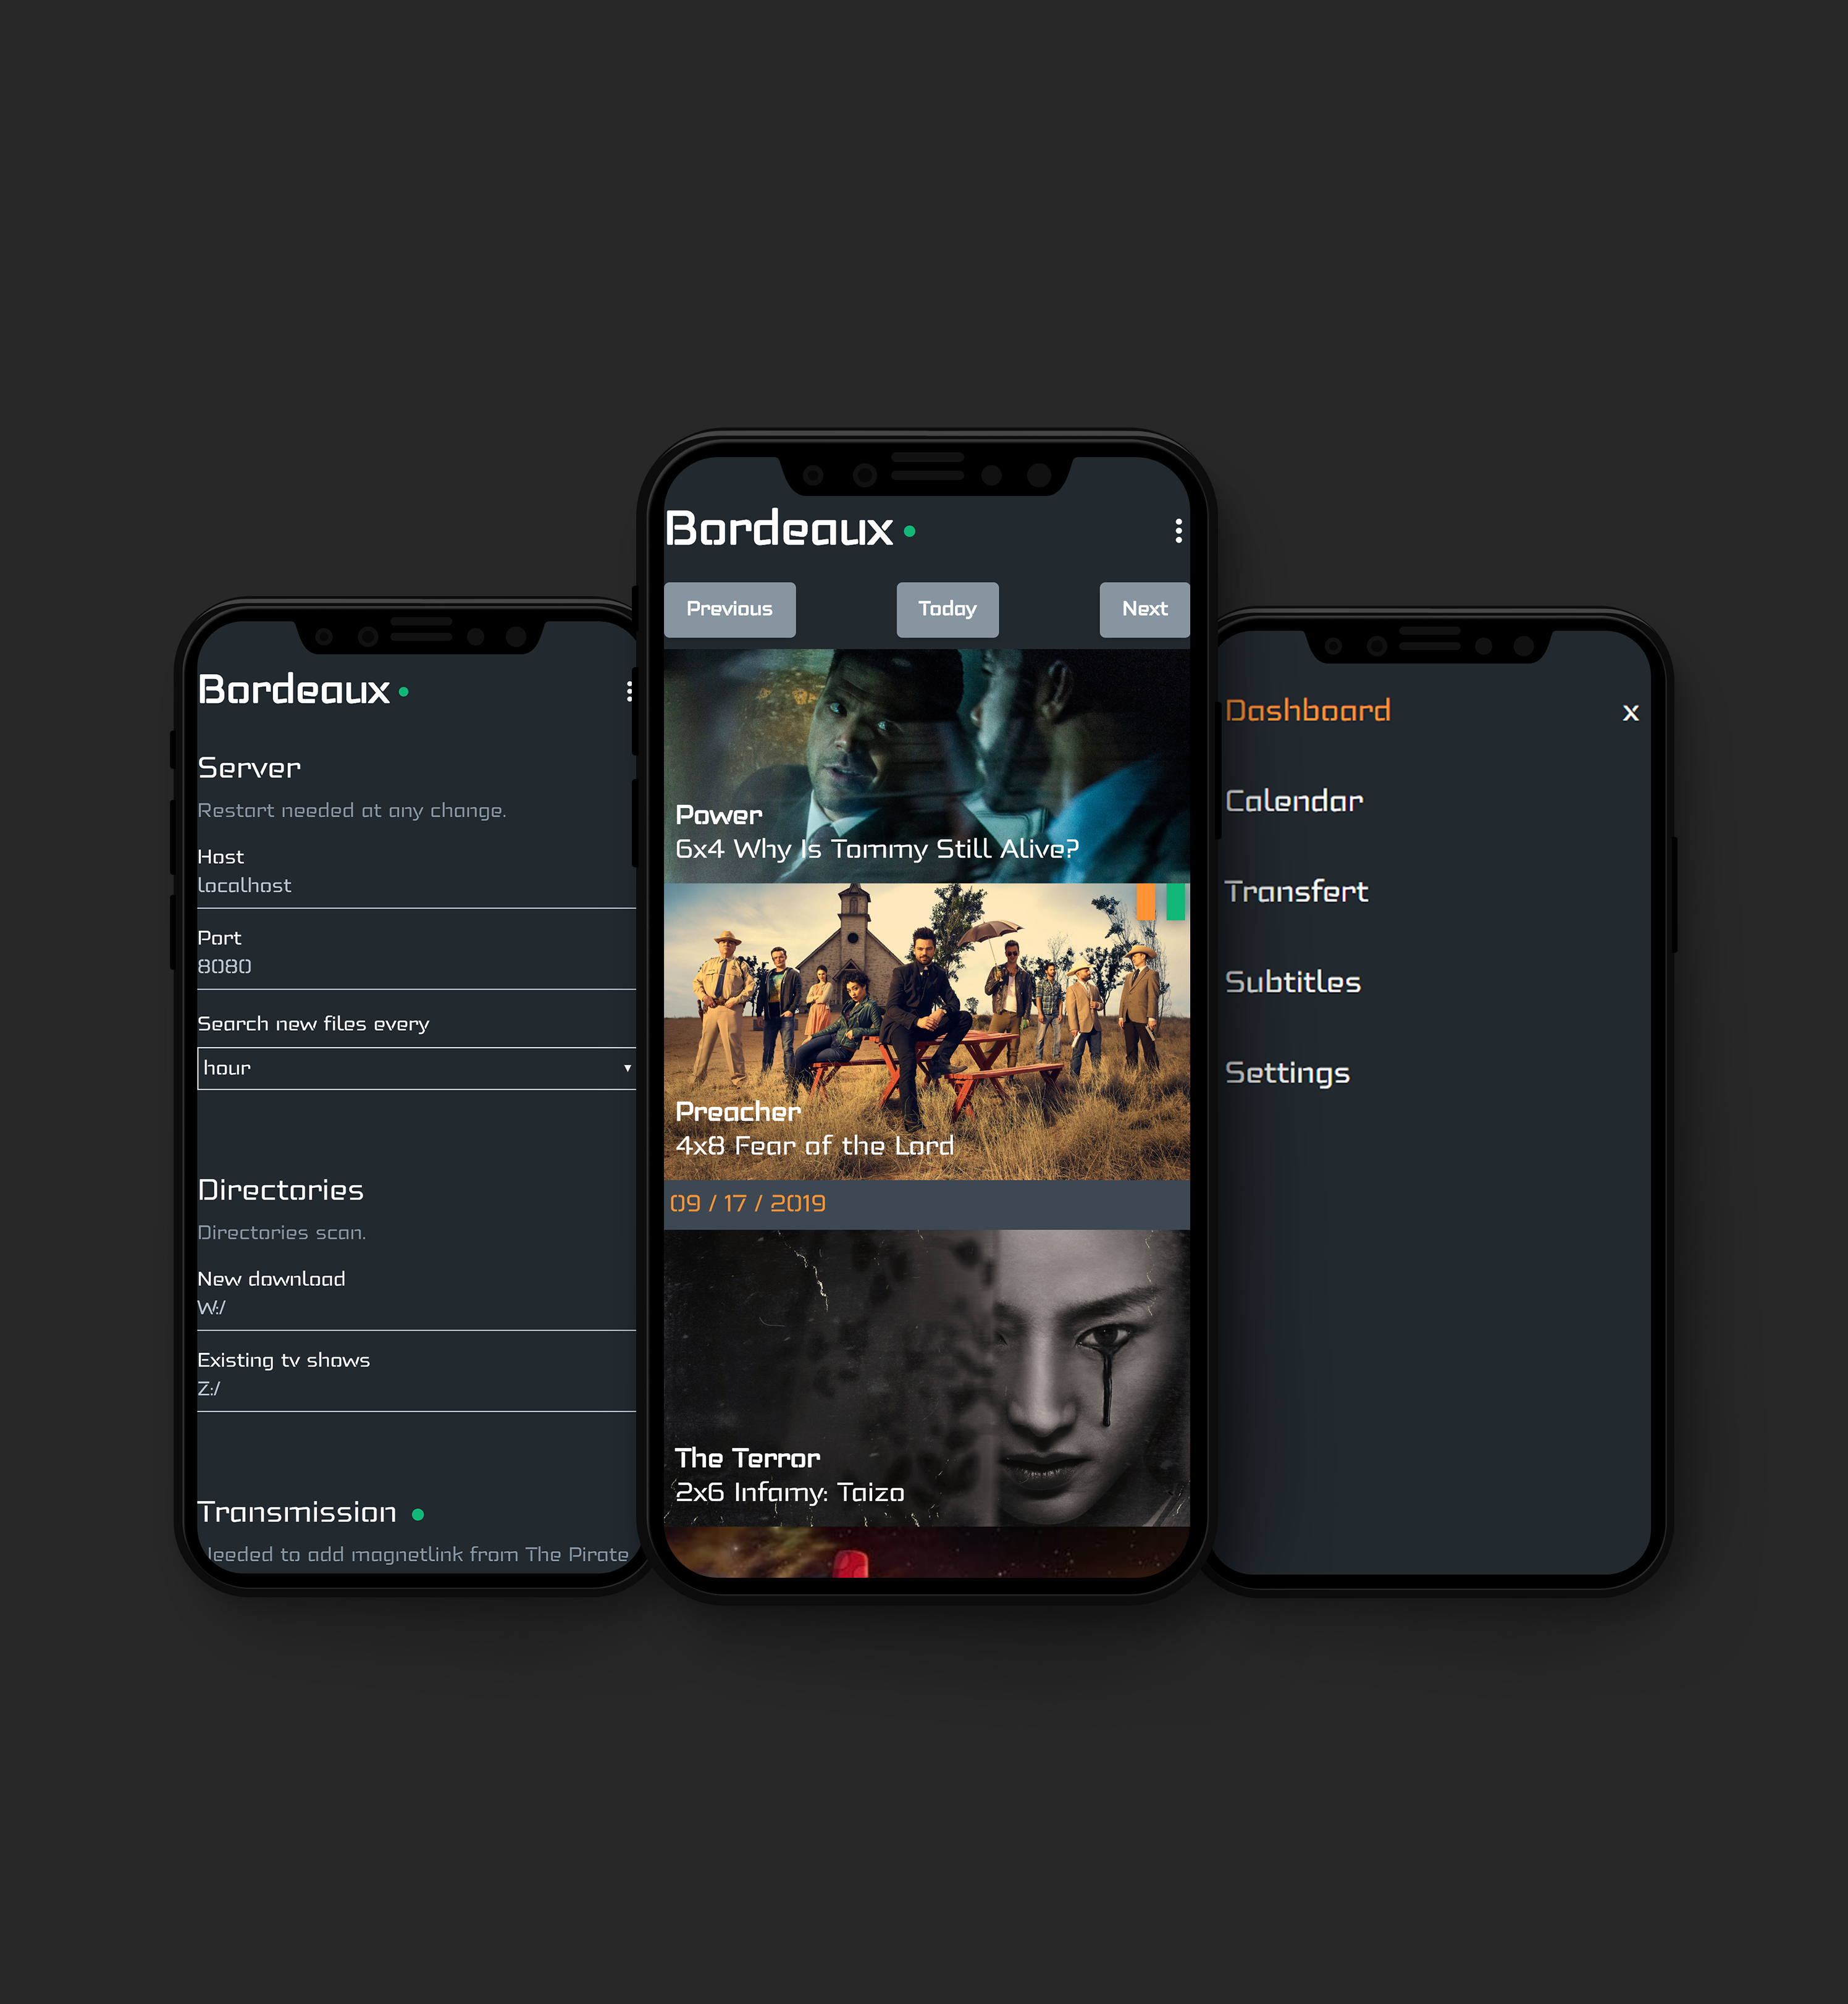 Bordeaux
Server
Restart needed at any change.
Host
localhost
Port
8080
Search new files every
hour
Directories
Directories scan.
New download
W:/
Existing tv shows
Z:/
Transmission
to add magnetlink from The Pirate
Bordeaux
Previous Today Next
Power
6x4 Why Is Tommy Still Alive?
Preacher
4x8 Fear of the Lord
09 / 17 / 2019
The Terror
2x6 Infamy: Taizo
Dashboard x
Calendar
Transfert
Subtitles
Settings